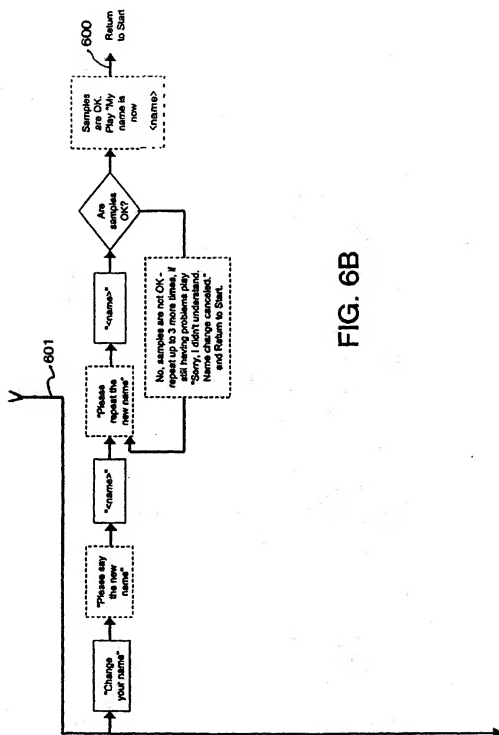 601
"Change
your name"
"Please say
the new
name"
"<name>"
"Please
repeat the
new name"
"<name>"
Are
samples
OK?
Samples
are OK.
Play "My
name is
now
<name>
600
Return
to Start
No, samples are not OK -
repeat up to 3 more times, if
still having problems play
"Sorry, I didn't understand.
Name change canceled."
and Return to Start.
FIG. 6B